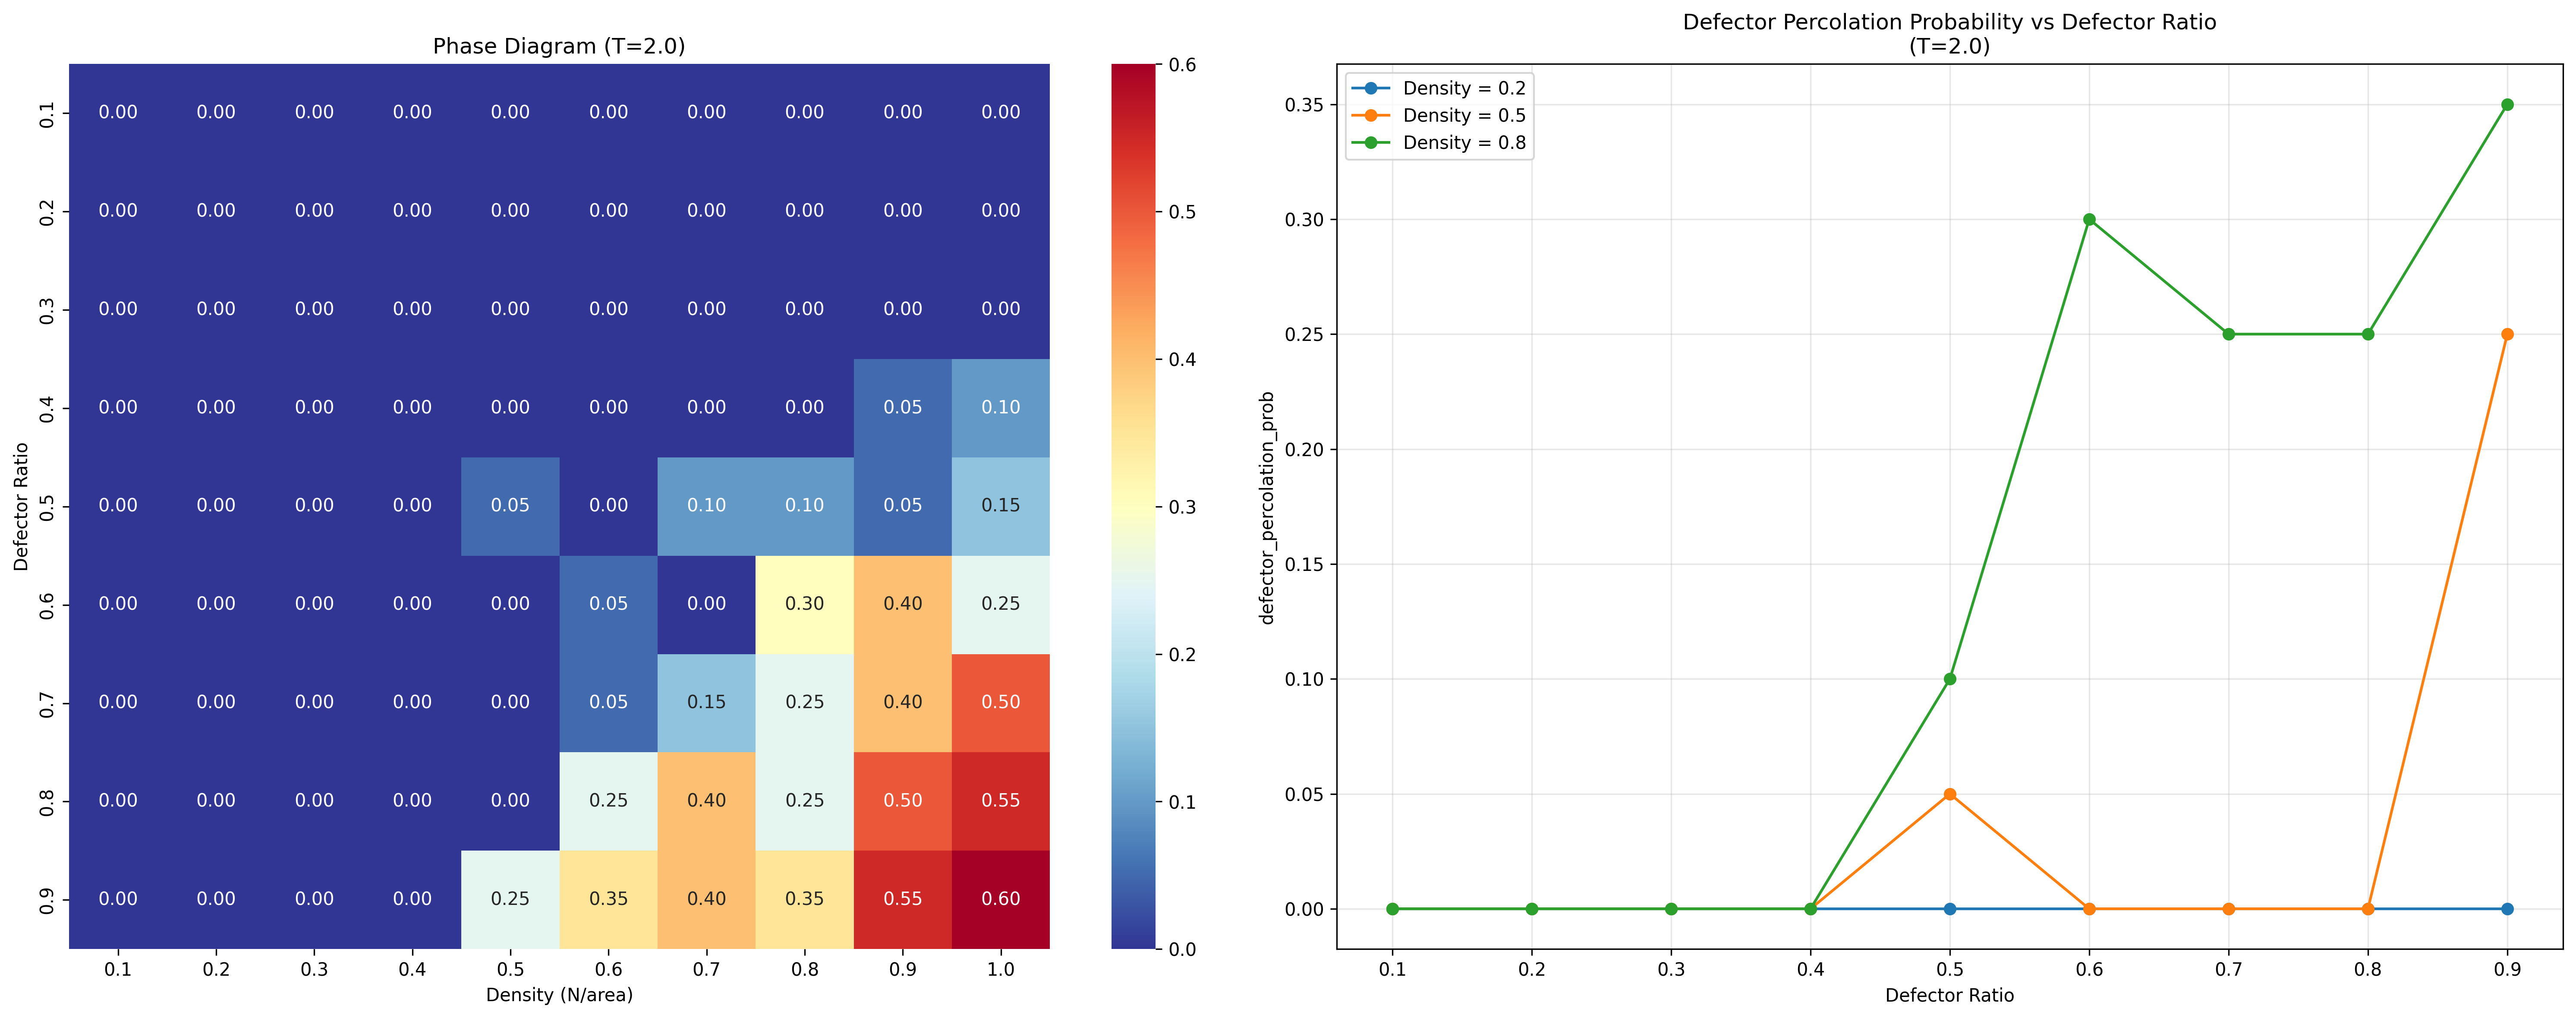 Phase Diagram (T=2.0)
Defector Ratio
0.1 0.00 0.00 0.00 0.00 0.00 0.00 0.00 0.00 0.00 0.00
0.2 0.00 0.00 0.00 0.00 0.00 0.00 0.00 0.00 0.00 0.00
0.3 0.00 0.00 0.00 0.00 0.00 0.00 0.00 0.00 0.00 0.00
0.4 0.00 0.00 0.00 0.00 0.00 0.00 0.00 0.00 0.05 0.10
0.5 0.00 0.00 0.00 0.00 0.05 0.00 0.10 0.10 0.05 0.15
0.6 0.00 0.00 0.00 0.00 0.00 0.05 0.00 0.30 0.40 0.25
0.7 0.00 0.00 0.00 0.00 0.00 0.05 0.15 0.25 0.40 0.50
0.8 0.00 0.00 0.00 0.00 0.00 0.25 0.40 0.25 0.50 0.55
0.9 0.00 0.00 0.00 0.00 0.25 0.35 0.40 0.35 0.55 0.60
0.1 0.2 0.3 0.4 0.5 0.6 0.7 0.8 0.9 1.0
Density (N/area)
0.6
0.5
0.4
0.3
0.2
0.1
0.0
Defector Percolation Probability vs Defector Ratio
(T=2.0)
Density = 0.2
Density = 0.5
Density = 0.8
defector_percolation_prob
0.35
0.30
0.25
0.20
0.15
0.10
0.05
0.00
0.1 0.2 0.3 0.4 0.5 0.6 0.7 0.8 0.9
Defector Ratio